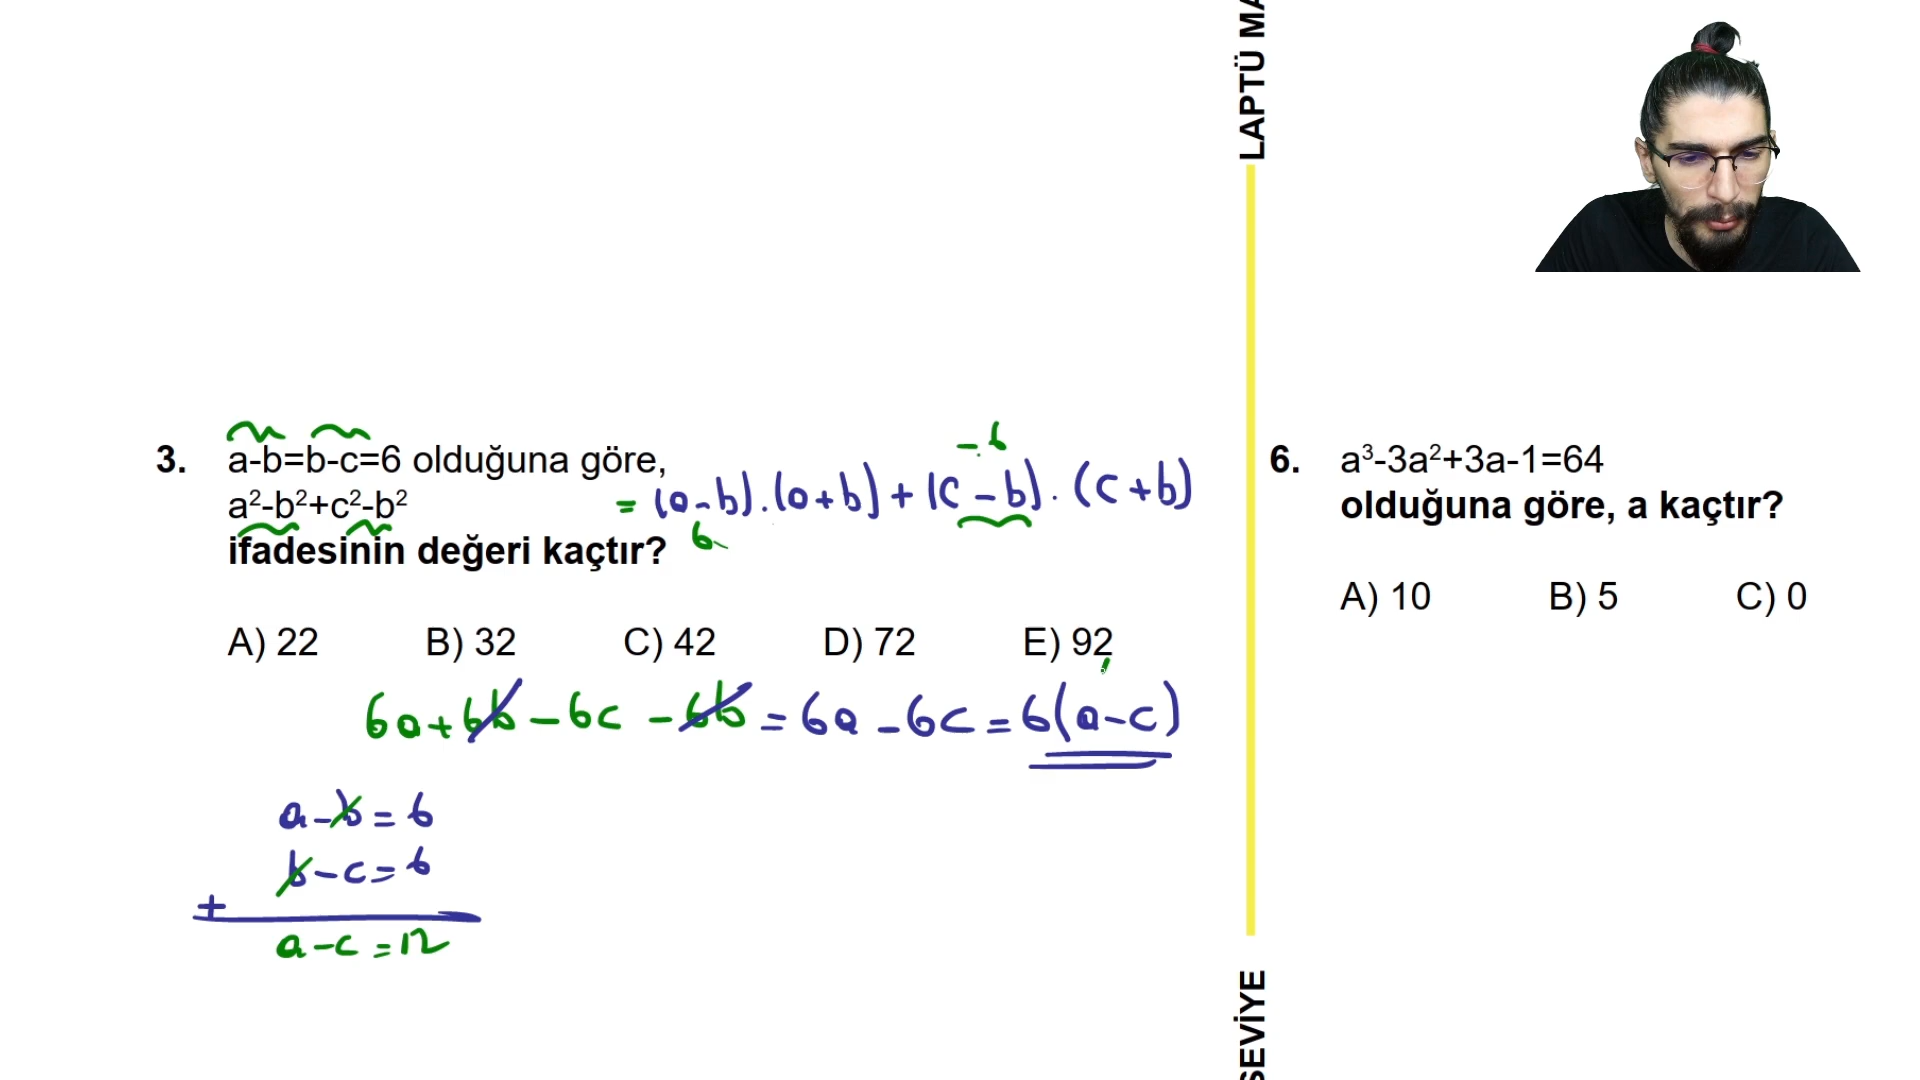 LAPTÜ MA
3. a-b=b-c=6 olduğuna göre,
a²-b²+c²-b²
= (a-b).(a+b)+(c-b).(c+b)
6
-6
ifadesinin değeri kaçtır?
A) 22 B) 32 C) 42 D) 72 E) 92
6a+6b-6c-6b=6a-6c=6(a-c)
a-b=6
b-c=6
+
a-c=12
6. a³-3a²+3a-1=64
olduğuna göre, a kaçtır?
A) 10 B) 5 C) 0
SEVİYE